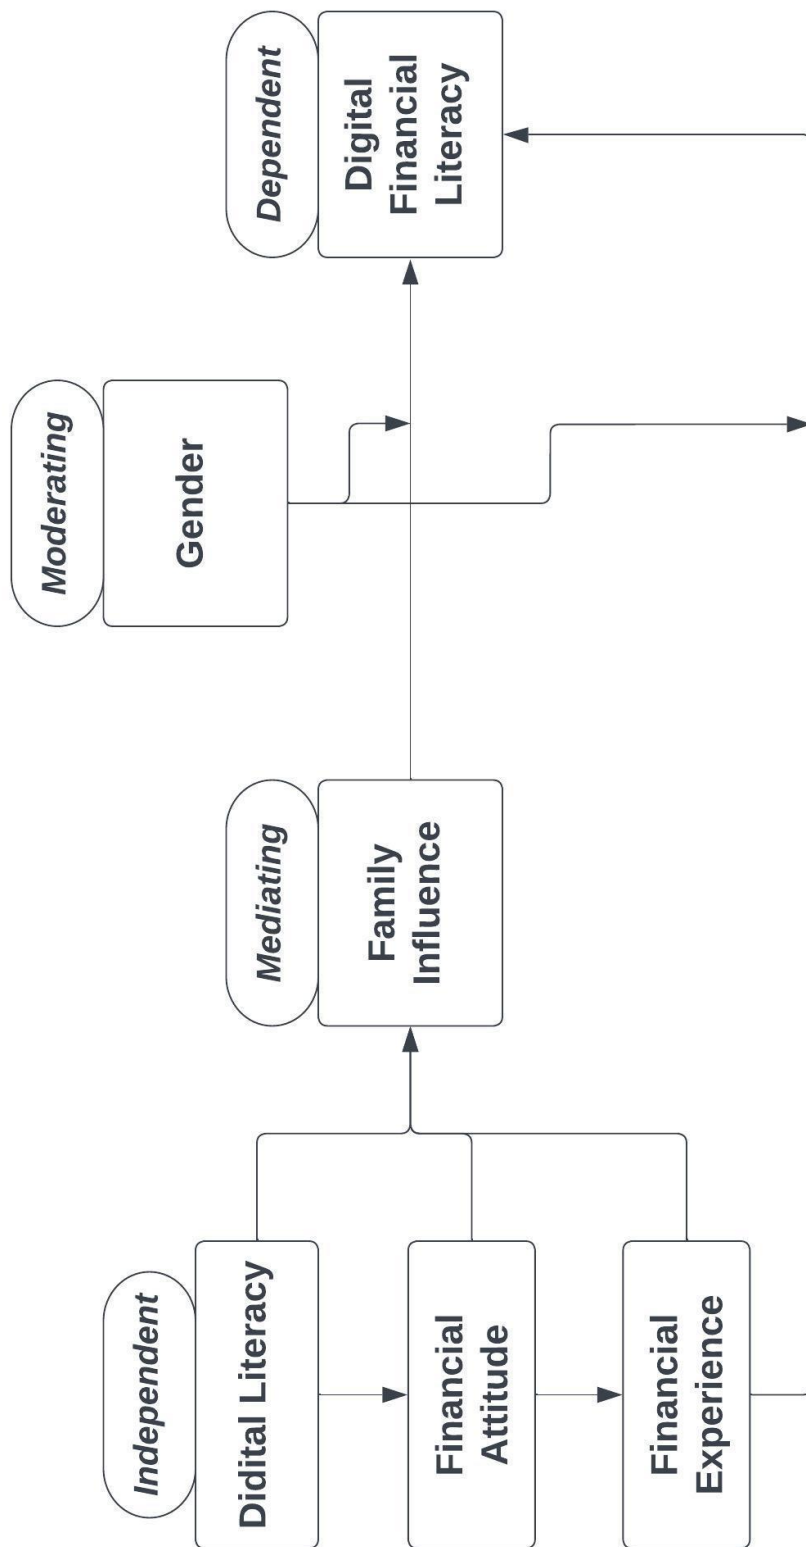 Independent
Didital Literacy
Financial
Attitude
Financial
Experience
Mediating
Family
Influence
Moderating
Gender
Dependent
Digital
Financial
Literacy